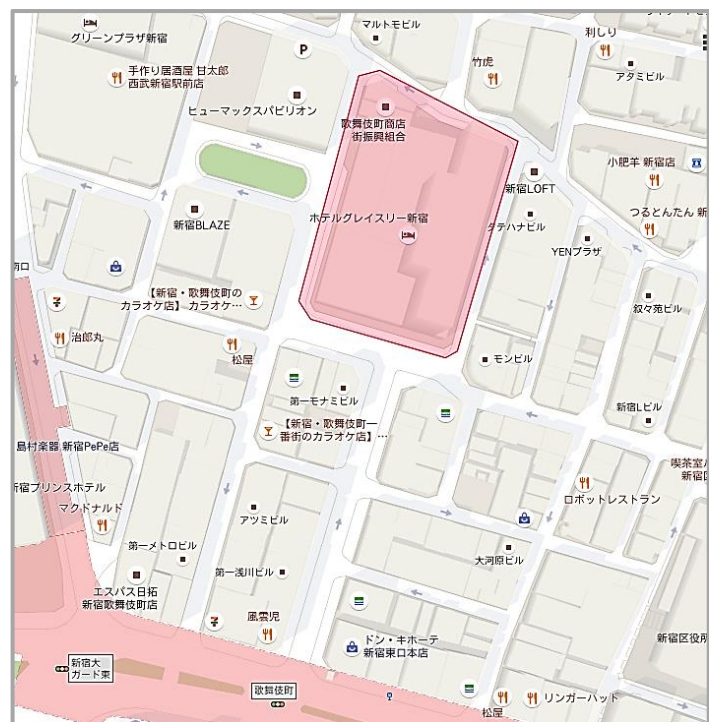 マルトモビル
利しり
グリーンプラザ新宿
P
竹虎
アタミビル
手作り居酒屋 甘太郎
西武新宿駅前店
ヒューマックスパビリオン
歌舞伎町商店
街振興組合
小肥羊 新宿店
新宿LOFT
新宿BLAZE
ホテルグレイスリー新宿
タテハナビル
つるとんたん 新
YENプラザ
南口
【新宿・歌舞伎町の
カラオケ店】カラオケ…
叙々苑ビル
治郎丸
松屋
モンビル
第一モナミビル
新宿Lビル
【新宿・歌舞伎町一
番街のカラオケ店】…
島村楽器 新宿PePe店
喫茶室ル
新宿区
宿プリンスホテル
ロボットレストラン
マクドナルド
アツミビル
第一メトロビル
大河原ビル
エスパス日拓
新宿歌舞伎町店
第一浅川ビル
風雲児
ドン・キホーテ
新宿東口本店
新宿区役所
新宿大
ガード東
歌舞伎町
松屋
リンガーハット